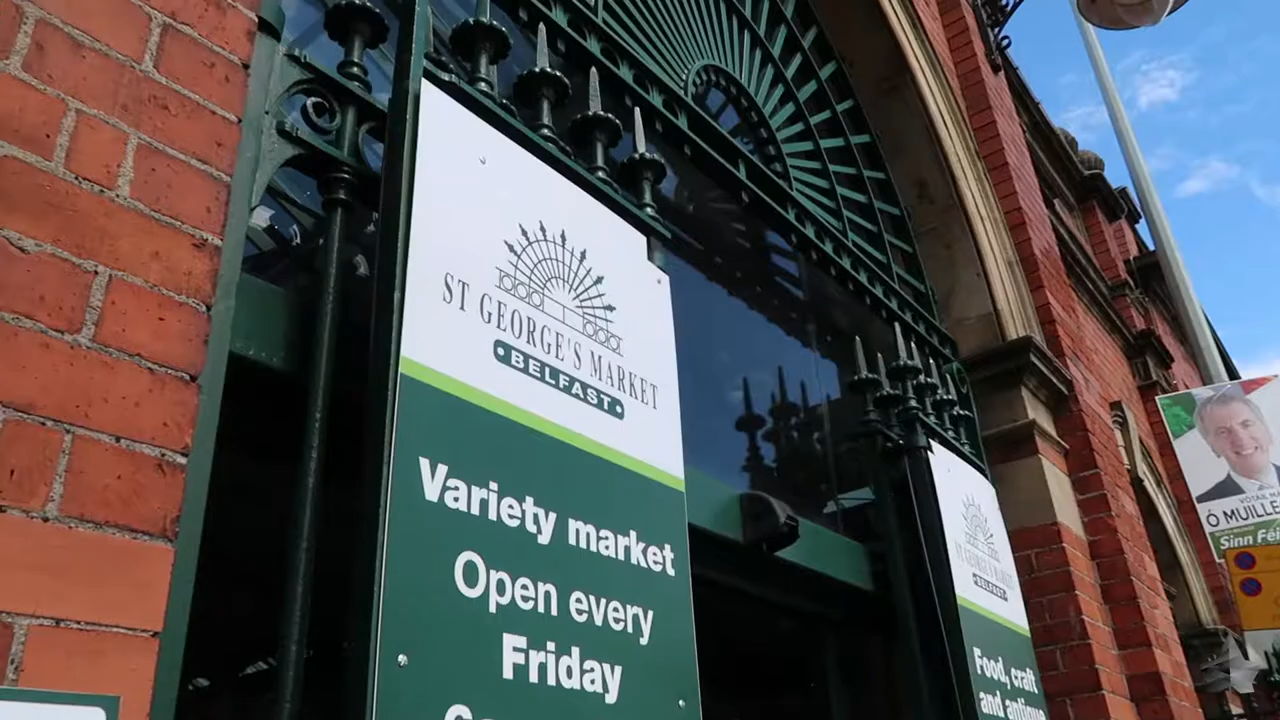 ST GEORGE'S MARKET
BELFAST
Variety market
Open every
Friday
ST GEORGE'S MARKET
BELFAST
Food, craft
and antique
VÓTÁIL
Ó MUILLE
Sinn Féi